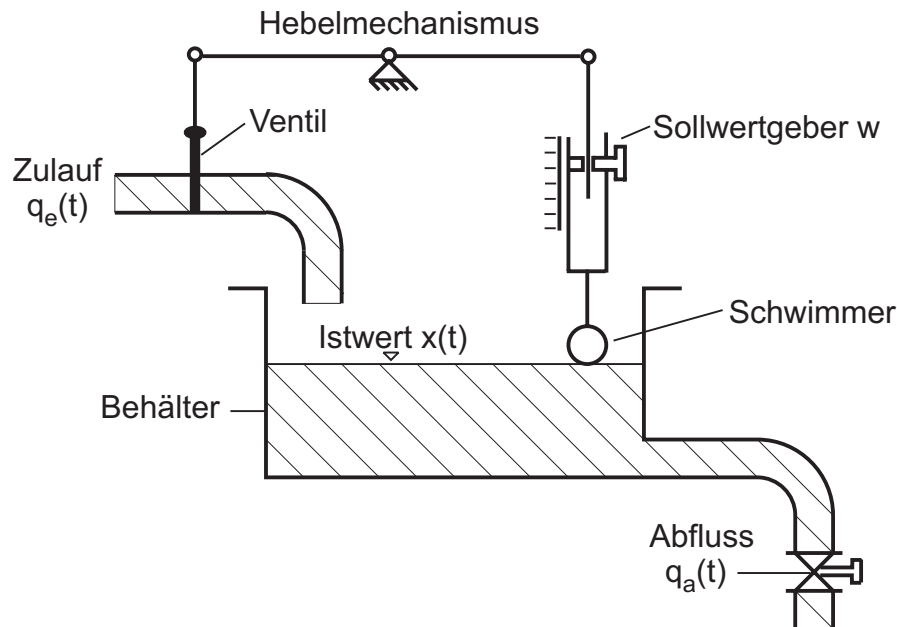 Hebelmechanismus
Ventil
Sollwertgeber w
Zulauf
qe(t)
Schwimmer
Istwert x(t)
Behälter
Abfluss
qa(t)